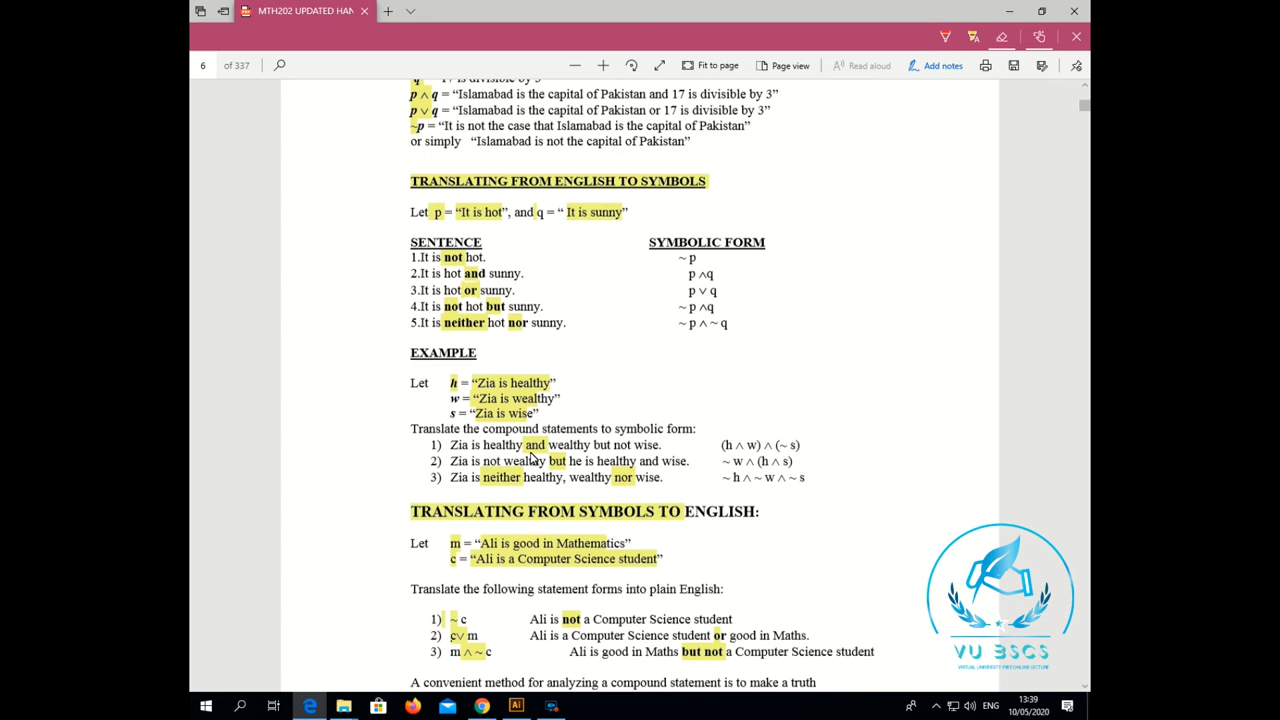 MTH202 UPDATED HAN
6 of 337
Fit to page
Page view
Read aloud
Add notes
q 17 is divisible by 3"
p ∧ q = "Islamabad is the capital of Pakistan and 17 is divisible by 3"
p ∨ q = "Islamabad is the capital of Pakistan or 17 is divisible by 3"
~p = "It is not the case that Islamabad is the capital of Pakistan"
or simply "Islamabad is not the capital of Pakistan"
TRANSLATING FROM ENGLISH TO SYMBOLS
Let p = "It is hot", and q = " It is sunny"
SENTENCE SYMBOLIC FORM
1.It is not hot. ~ p
2.It is hot and sunny. p ∧q
3.It is hot or sunny. p ∨ q
4.It is not hot but sunny. ~ p ∧q
5.It is neither hot nor sunny. ~ p ∧ ~ q
EXAMPLE
Let h = "Zia is healthy"
w = "Zia is wealthy"
s = "Zia is wise"
Translate the compound statements to symbolic form:
1) Zia is healthy and wealthy but not wise. (h ∧ w) ∧ (~ s)
2) Zia is not wealthy but he is healthy and wise. ~ w ∧ (h ∧ s)
3) Zia is neither healthy, wealthy nor wise. ~ h ∧ ~ w ∧ ~ s
TRANSLATING FROM SYMBOLS TO ENGLISH:
Let m = "Ali is good in Mathematics"
c = "Ali is a Computer Science student"
Translate the following statement forms into plain English:
1) ~ c Ali is not a Computer Science student
2) c∨ m Ali is a Computer Science student or good in Maths.
3) m ∧ ~ c Ali is good in Maths but not a Computer Science student
A convenient method for analyzing a compound statement is to make a truth
VU BSCS
VIRTUAL UNIVERSITY FREE ONLINE LECTURE
ENG
13:39
10/05/2020